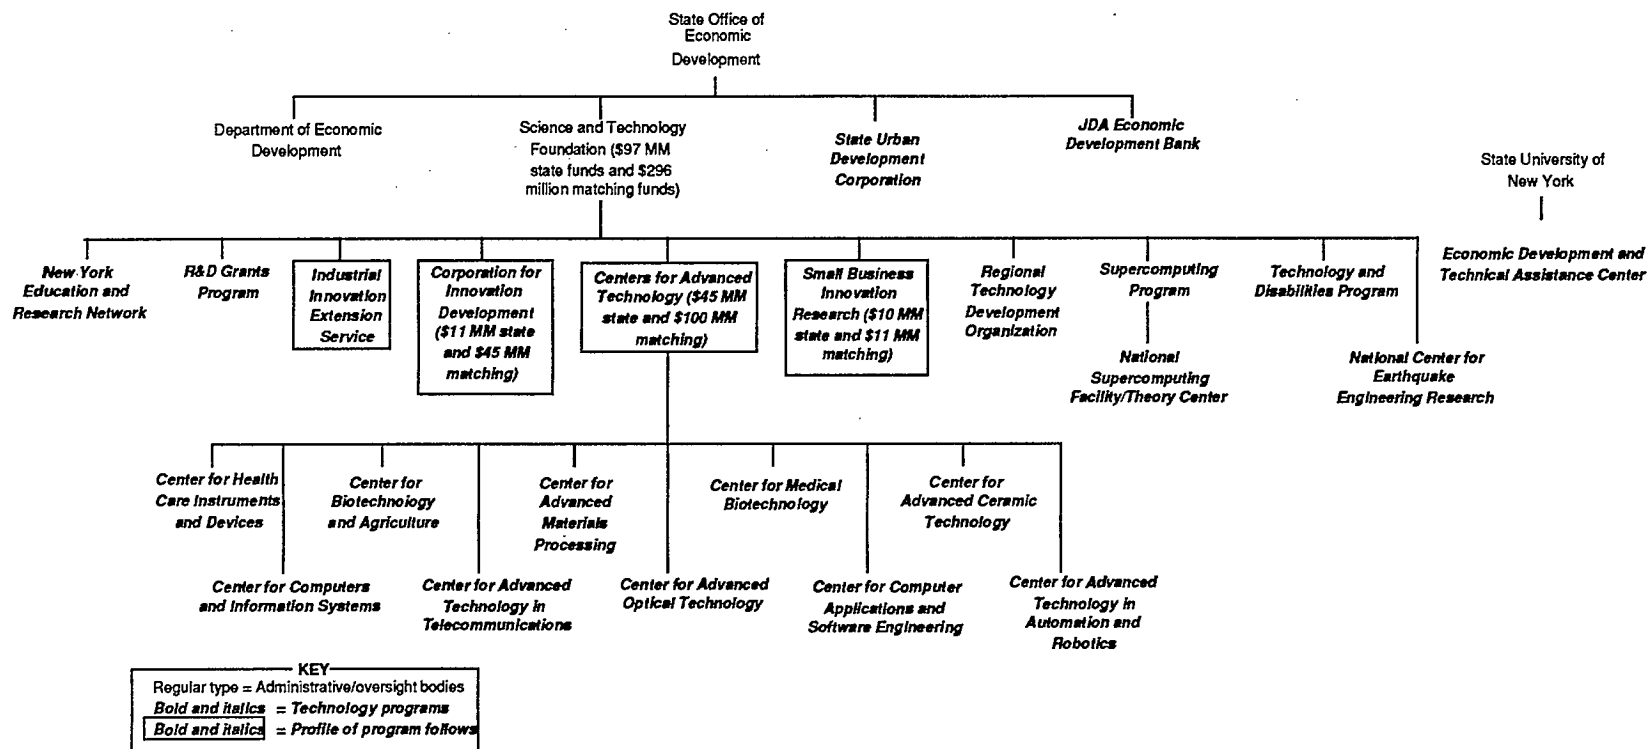 State Office of
Economic
Development
Department of Economic
Development
Science and Technology
Foundation ($97 MM
state funds and $296
million matching funds)
State Urban
Development
Corporation
JDA Economic
Development Bank
State University of
New York
New York
Education and
Research Network
R&D Grants
Program
Industrial
Innovation
Extension
Service
Corporation for
Innovation
Development
($11 MM state
and $45 MM
matching)
Centers for Advanced
Technology ($45 MM
state and $100 MM
matching)
Small Business
Innovation
Research ($10 MM
state and $11 MM
matching)
Regional
Technology
Development
Organization
Supercomputing
Program
Technology and
Disabilities Program
Economic Development and
Technical Assistance Center
National
Supercomputing
Facility/Theory Center
National Center for
Earthquake
Engineering Research
Center for Health
Care Instruments
and Devices
Center for
Biotechnology
and Agriculture
Center for
Advanced
Materials
Processing
Center for Medical
Biotechnology
Center for
Advanced Ceramic
Technology
Center for Computers
and Information Systems
Center for Advanced
Technology in
Telecommunications
Center for Advanced
Optical Technology
Center for Computer
Applications and
Software Engineering
Center for Advanced
Technology in
Automation and
Robotics
KEY
Regular type = Administrative/oversight bodies
Bold and italics = Technology programs
Bold and italics = Profile of program follows